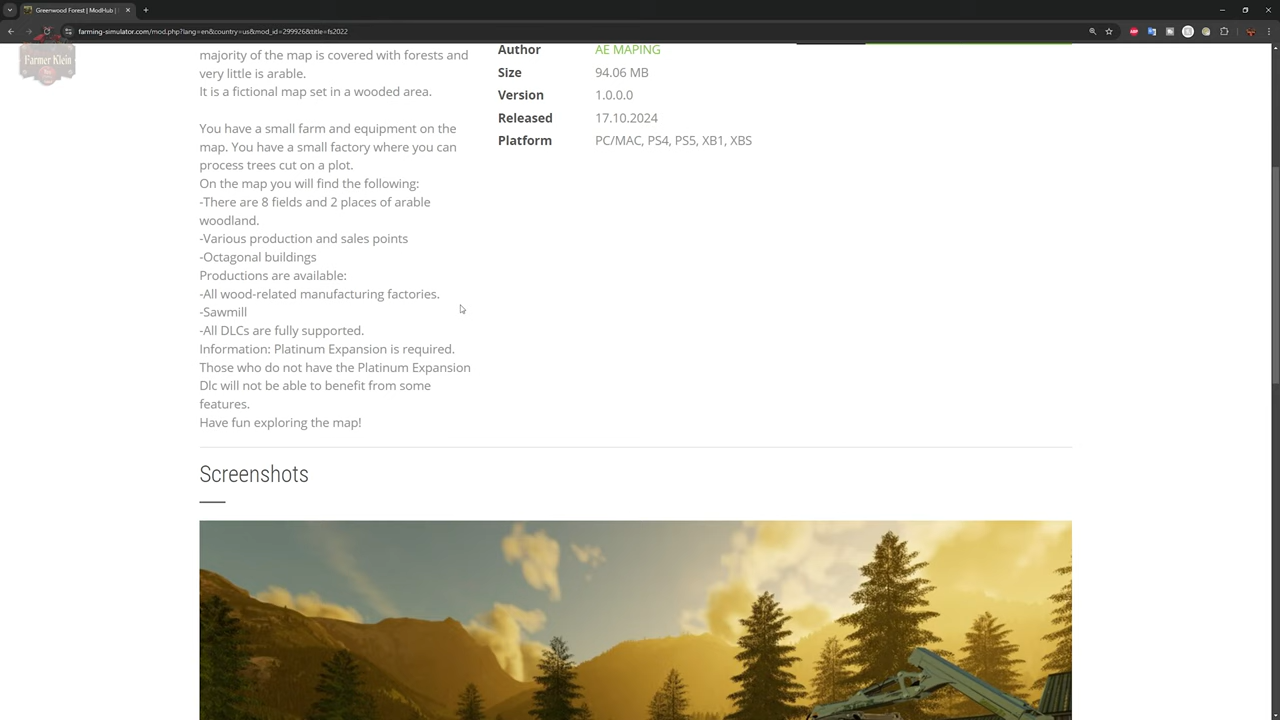 Greenwood Forest | ModHub |
farming-simulator.com/mod.php?lang=en&country=us&mod_id=299926&title=fs2022
Farmer Klein
majority of the map is covered with forests and
very little is arable.
It is a fictional map set in a wooded area.
You have a small farm and equipment on the
map. You have a small factory where you can
process trees cut on a plot.
On the map you will find the following:
-There are 8 fields and 2 places of arable
woodland.
-Various production and sales points
-Octagonal buildings
Productions are available:
-All wood-related manufacturing factories.
-Sawmill
-All DLCs are fully supported.
Information: Platinum Expansion is required.
Those who do not have the Platinum Expansion
Dlc will not be able to benefit from some
features.
Have fun exploring the map!
Author AE MAPING
Size 94.06 MB
Version 1.0.0.0
Released 17.10.2024
Platform PC/MAC, PS4, PS5, XB1, XBS
Screenshots